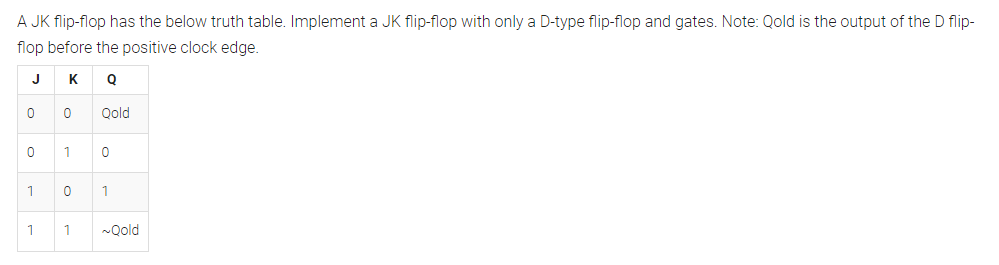 A JK flip-flop has the below truth table. Implement a JK flip-flop with only a D-type flip-flop and gates. Note: Qold is the output of the D flip-
flop before the positive clock edge.
J K Q
0 0 Qold
0 1 0
1 0 1
1 1 ~Qold